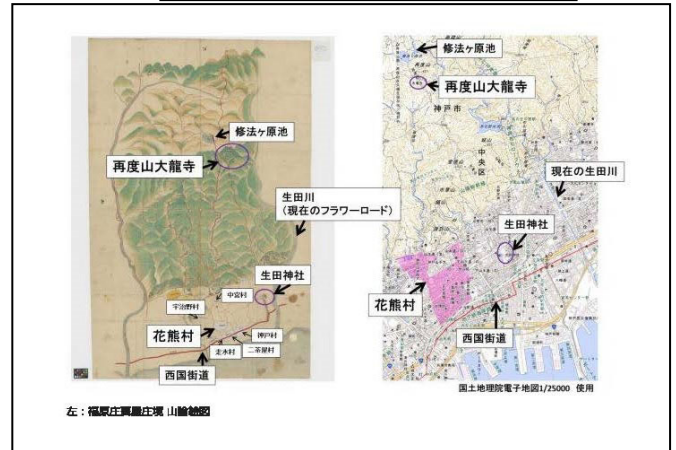 修法ヶ原池
再度山大龍寺
生田川
(現在のフラワーロード)
生田神社
中宮村
宇治野村
花熊村
神戸村
二茶屋村
走水村
西国街道
修法ヶ原池
再度山大龍寺
神戸市
中央区
現在の生田川
生田神社
花熊村
西国街道
国土地理院電子地図1/25000 使用
左：福原庄葺屋庄境 山論絵図